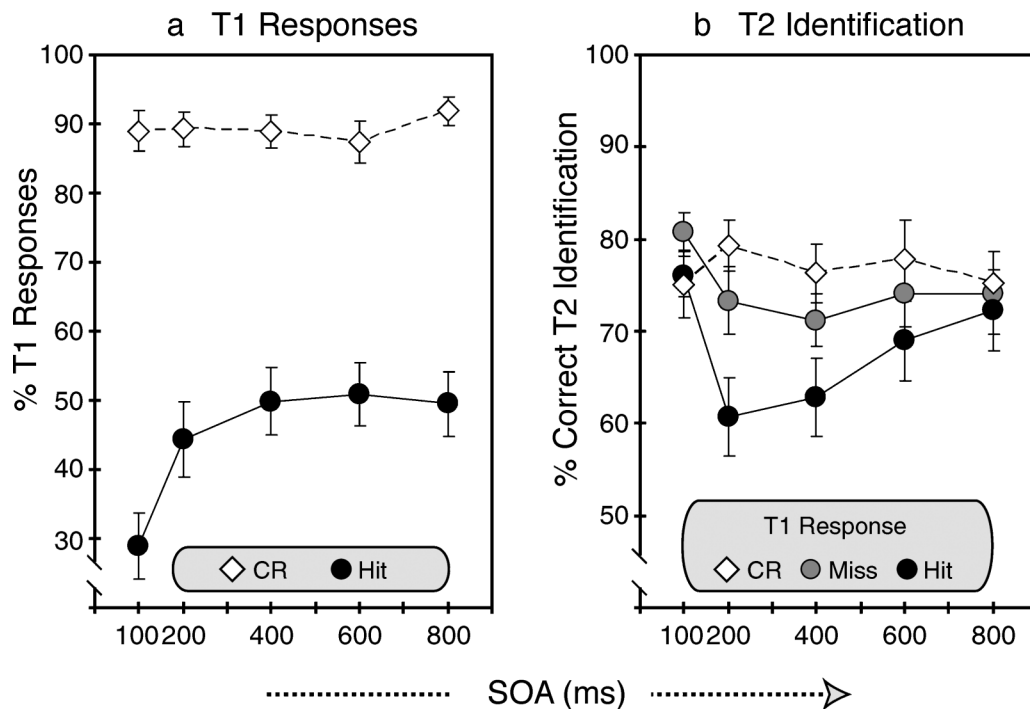 a T1 Responses
% T1 Responses
100
90
80
70
60
50
40
30
CR Hit
100 200 400 600 800
b T2 Identification
% Correct T2 Identification
100
90
80
70
60
50
T1 Response
CR Miss Hit
100 200 400 600 800
SOA (ms)